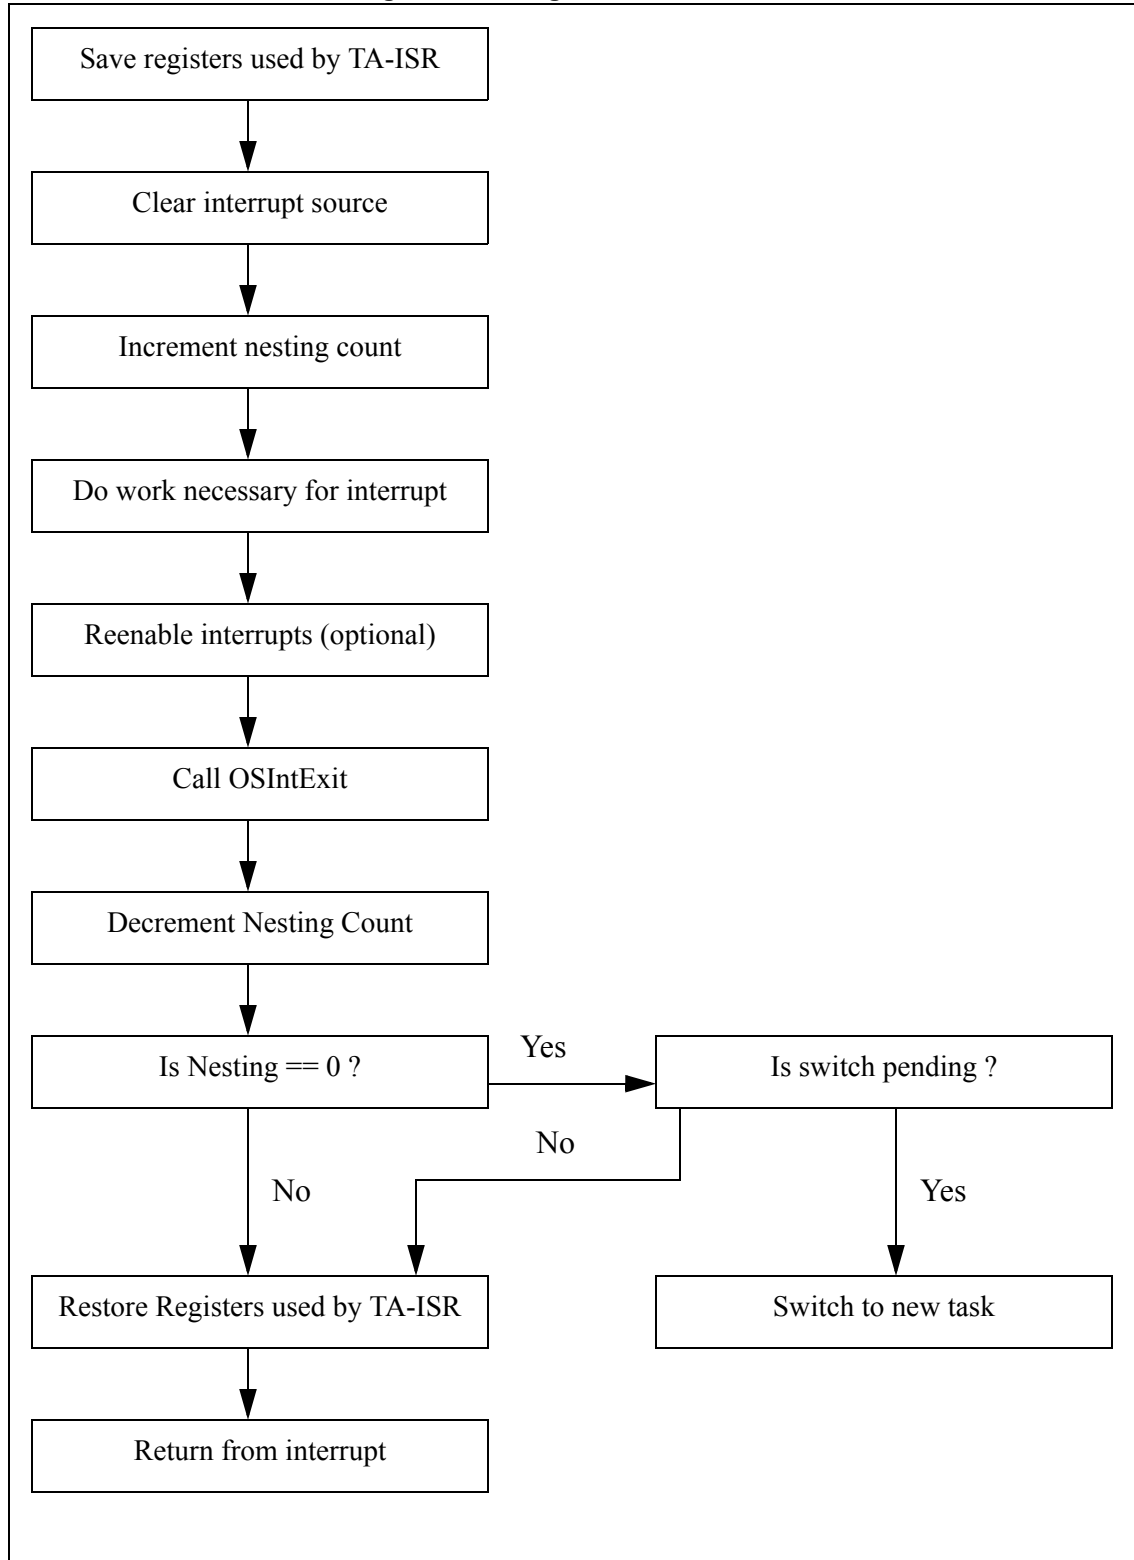 Save registers used by TA-ISR
Clear interrupt source
Increment nesting count
Do work necessary for interrupt
Reenable interrupts (optional)
Call OSIntExit
Decrement Nesting Count
Is Nesting == 0 ?
Yes
Is switch pending ?
No
No
Yes
Restore Registers used by TA-ISR
Switch to new task
Return from interrupt